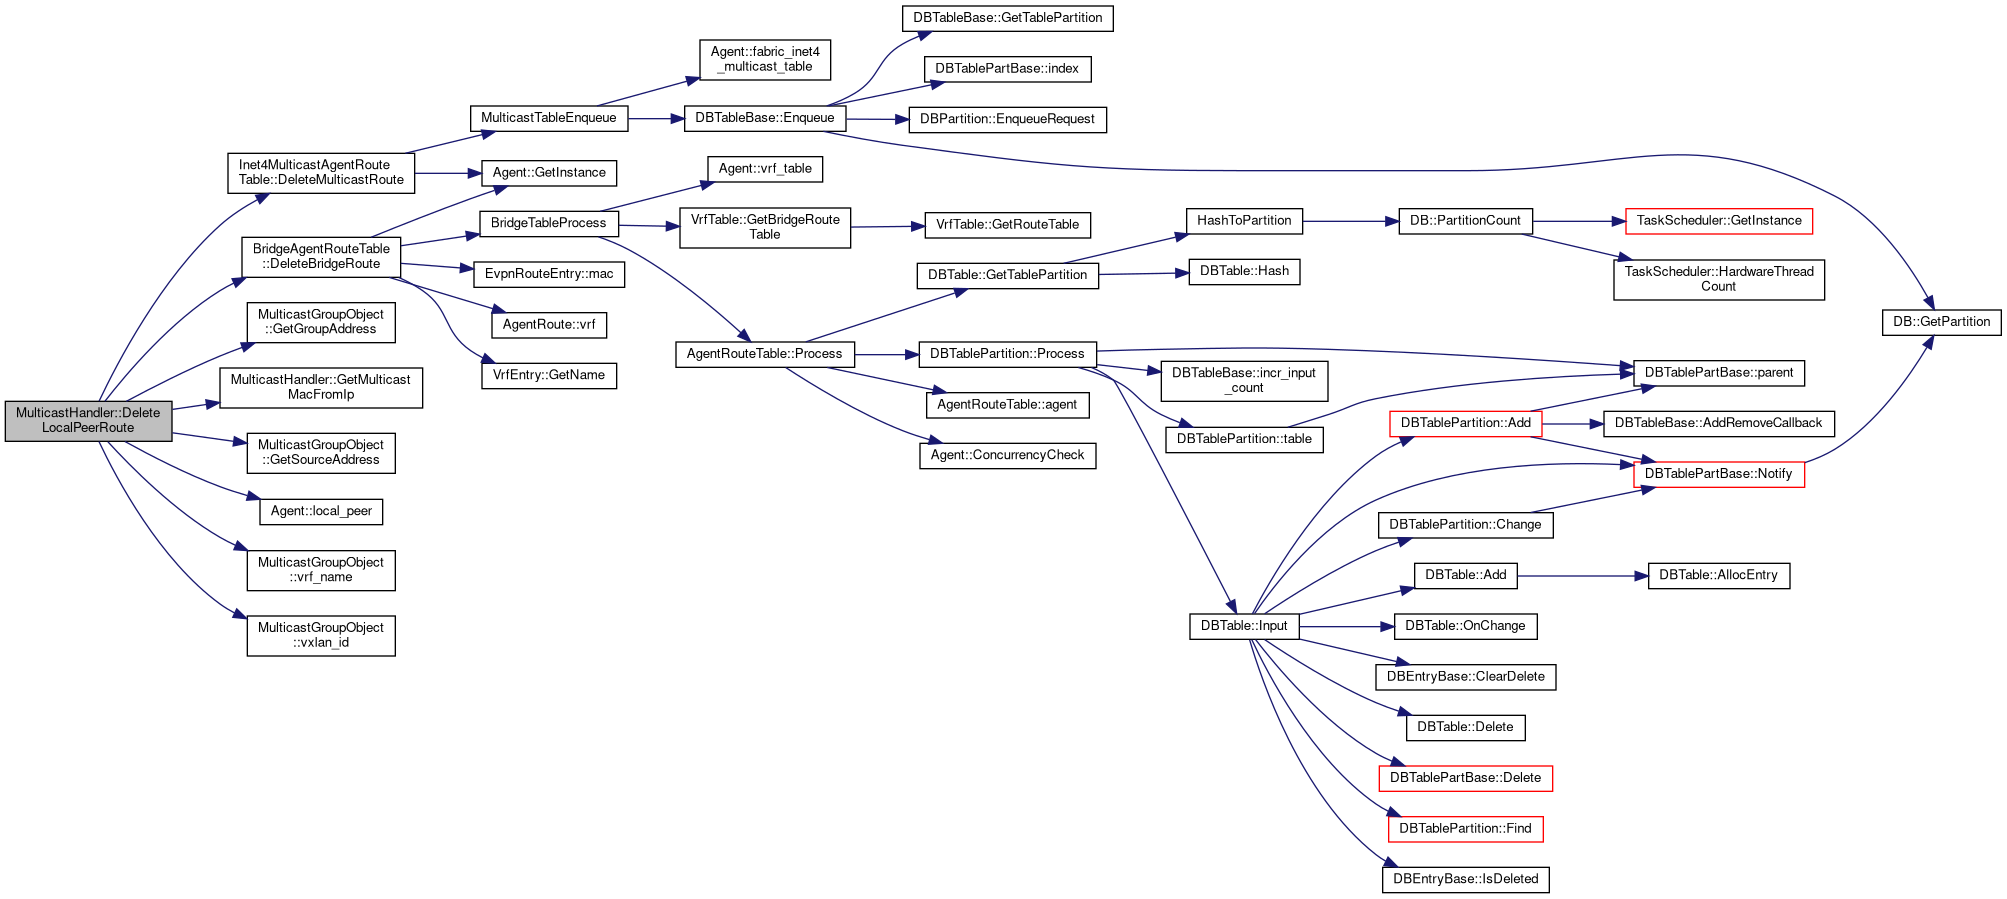 MulticastHandler::Delete
LocalPeerRoute
Inet4MulticastAgentRoute
Table::DeleteMulticastRoute
BridgeAgentRouteTable
::DeleteBridgeRoute
MulticastGroupObject
::GetGroupAddress
MulticastHandler::GetMulticast
MacFromIp
MulticastGroupObject
::GetSourceAddress
Agent::local_peer
MulticastGroupObject
::vrf_name
MulticastGroupObject
::vxlan_id
MulticastTableEnqueue
Agent::GetInstance
BridgeTableProcess
EvpnRouteEntry::mac
AgentRoute::vrf
VrfEntry::GetName
Agent::fabric_inet4
_multicast_table
DBTableBase::Enqueue
Agent::vrf_table
VrfTable::GetBridgeRoute
Table
AgentRouteTable::Process
DBTableBase::GetTablePartition
DBTablePartBase::index
DBPartition::EnqueueRequest
VrfTable::GetRouteTable
DBTable::GetTablePartition
DBTablePartition::Process
AgentRouteTable::agent
Agent::ConcurrencyCheck
HashToPartition
DBTable::Hash
DBTableBase::incr_input
_count
DBTablePartition::table
DBTable::Input
DB::PartitionCount
DBTablePartition::Add
DBTablePartition::Change
DBTable::Add
DBTable::OnChange
DBEntryBase::ClearDelete
DBTable::Delete
DBTablePartBase::Delete
DBTablePartition::Find
DBEntryBase::IsDeleted
TaskScheduler::GetInstance
TaskScheduler::HardwareThread
Count
DBTablePartBase::parent
DBTableBase::AddRemoveCallback
DBTablePartBase::Notify
DBTable::AllocEntry
DB::GetPartition